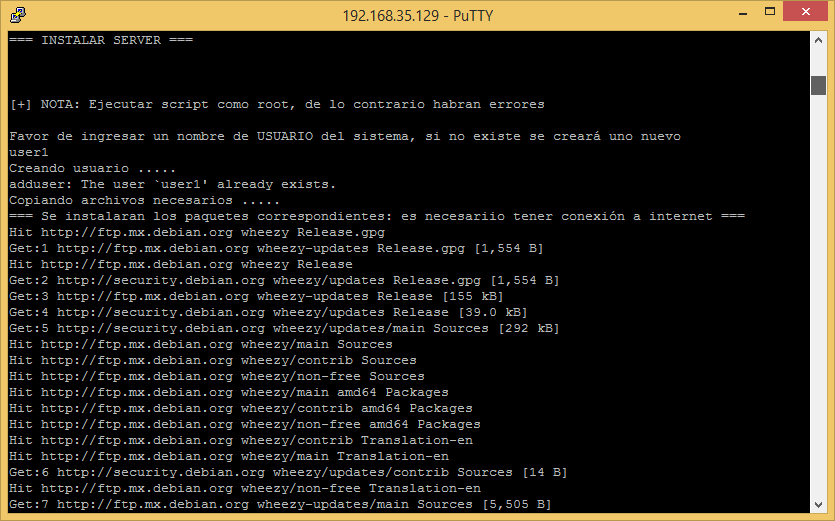 192.168.35.129 - PuTTY
=== INSTALAR SERVER ===
[+] NOTA: Ejecutar script como root, de lo contrario habran errores
Favor de ingresar un nombre de USUARIO del sistema, si no existe se creará uno nuevo
user1
Creando usuario .....
adduser: The user `user1' already exists.
Copiando archivos necesarios .....
=== Se instalaran los paquetes correspondientes: es necesariio tener conexión a internet ===
Hit http://ftp.mx.debian.org wheezy Release.gpg
Get:1 http://ftp.mx.debian.org wheezy-updates Release.gpg [1,554 B]
Hit http://ftp.mx.debian.org wheezy Release
Get:2 http://security.debian.org wheezy/updates Release.gpg [1,554 B]
Get:3 http://ftp.mx.debian.org wheezy-updates Release [155 kB]
Get:4 http://security.debian.org wheezy/updates Release [39.0 kB]
Get:5 http://security.debian.org wheezy/updates/main Sources [292 kB]
Hit http://ftp.mx.debian.org wheezy/main Sources
Hit http://ftp.mx.debian.org wheezy/contrib Sources
Hit http://ftp.mx.debian.org wheezy/non-free Sources
Hit http://ftp.mx.debian.org wheezy/main amd64 Packages
Hit http://ftp.mx.debian.org wheezy/contrib amd64 Packages
Hit http://ftp.mx.debian.org wheezy/non-free amd64 Packages
Hit http://ftp.mx.debian.org wheezy/contrib Translation-en
Hit http://ftp.mx.debian.org wheezy/main Translation-en
Get:6 http://security.debian.org wheezy/updates/contrib Sources [14 B]
Hit http://ftp.mx.debian.org wheezy/non-free Translation-en
Get:7 http://ftp.mx.debian.org wheezy-updates/main Sources [5,505 B]